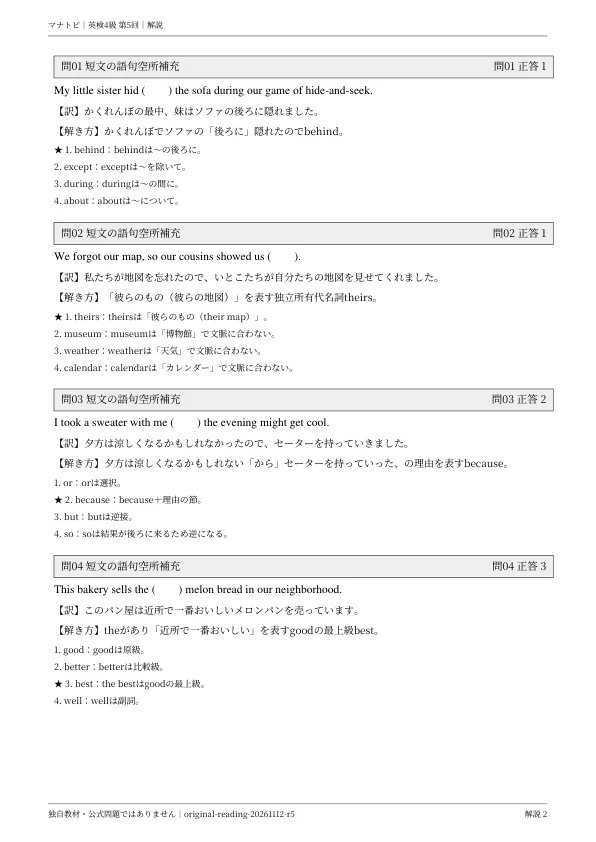 マナトビ｜英検4級 第5回｜解説
問01 短文の語句空所補充 問01 正答 1
My little sister hid (　　) the sofa during our game of hide-and-seek.
【訳】かくれんぼの最中、妹はソファの後ろに隠れました。
【解き方】かくれんぼでソファの「後ろに」隠れたのでbehind。
★ 1. behind：behindは〜の後ろに。
2. except：exceptは〜を除いて。
3. during：duringは〜の間に。
4. about：aboutは〜について。
問02 短文の語句空所補充 問02 正答 1
We forgot our map, so our cousins showed us (　　).
【訳】私たちが地図を忘れたので、いとこたちが自分たちの地図を見せてくれました。
【解き方】「彼らのもの（彼らの地図）」を表す独立所有代名詞theirs。
★ 1. theirs：theirsは「彼らのもの（their map）」。
2. museum：museumは「博物館」で文脈に合わない。
3. weather：weatherは「天気」で文脈に合わない。
4. calendar：calendarは「カレンダー」で文脈に合わない。
問03 短文の語句空所補充 問03 正答 2
I took a sweater with me (　　) the evening might get cool.
【訳】夕方は涼しくなるかもしれなかったので、セーターを持っていきました。
【解き方】夕方は涼しくなるかもしれない「から」セーターを持っていった、の理由を表すbecause。
1. or：orは選択。
★ 2. because：because＋理由の節。
3. but：butは逆接。
4. so：soは結果が後ろに来るため逆になる。
問04 短文の語句空所補充 問04 正答 3
This bakery sells the (　　) melon bread in our neighborhood.
【訳】このパン屋は近所で一番おいしいメロンパンを売っています。
【解き方】theがあり「近所で一番おいしい」を表すgoodの最上級best。
1. good：goodは原級。
2. better：betterは比較級。
★ 3. best：the bestはgoodの最上級。
4. well：wellは副詞。
独自教材・公式問題ではありません｜original-reading-20261112-r5 解説 2